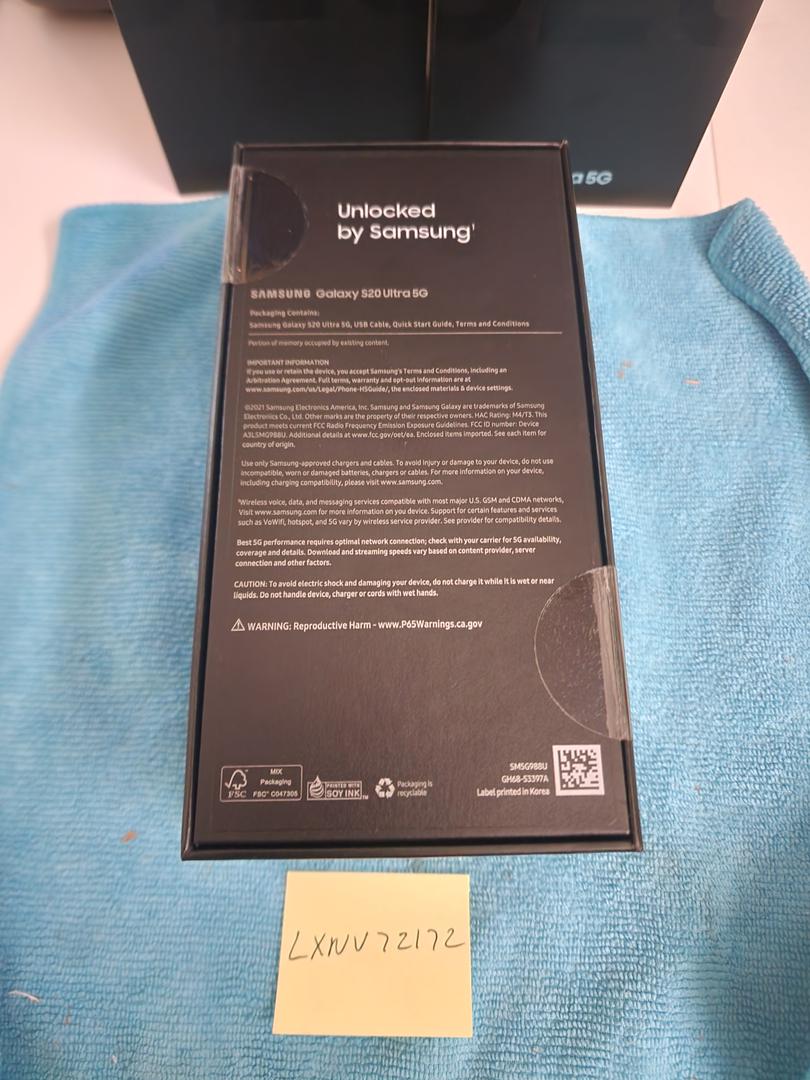 a 5G
Unlocked
by Samsung¹
SAMSUNG Galaxy S20 Ultra 5G
Packaging Contains:
Samsung Galaxy S20 Ultra 5G, USB Cable, Quick Start Guide, Terms and Conditions
Portion of memory occupied by existing content.
IMPORTANT INFORMATION
If you use or retain the device, you accept Samsung's Terms and Conditions, including an
Arbitration Agreement. Full terms, warranty and opt-out information are at
www.samsung.com/us/Legal/Phone-HSGuide/, the enclosed materials & device settings.
©2021 Samsung Electronics America, Inc. Samsung and Samsung Galaxy are trademarks of Samsung
Electronics Co., Ltd. Other marks are the property of their respective owners. HAC Rating: M4/T3. This
product meets current FCC Radio Frequency Emission Exposure Guidelines. FCC ID number: Device
A3LSMG988U. Additional details at www.fcc.gov/oet/ea. Enclosed items imported. See each item for
country of origin.
Use only Samsung-approved chargers and cables. To avoid injury or damage to your device, do not use
incompatible, worn or damaged batteries, chargers or cables. For more information on your device,
including charging compatibility, please visit www.samsung.com.
¹Wireless voice, data, and messaging services compatible with most major U.S. GSM and CDMA networks,
Visit www.samsung.com for more information on you device. Support for certain features and services
such as VoWifi, hotspot, and 5G vary by wireless service provider. See provider for compatibility details.
Best 5G performance requires optimal network connection; check with your carrier for 5G availability,
coverage and details. Download and streaming speeds vary based on content provider, server
connection and other factors.
CAUTION: To avoid electric shock and damaging your device, do not charge it while it is wet or near
liquids. Do not handle device, charger or cords with wet hands.
WARNING: Reproductive Harm - www.P65Warnings.ca.gov
FSC
MIX
Packaging
FSC® C047305
PRINTED WITH
SOY INK™
Packaging is
recyclable
SMSG988U
GH68-53397A
Label printed in Korea
LXNV72172